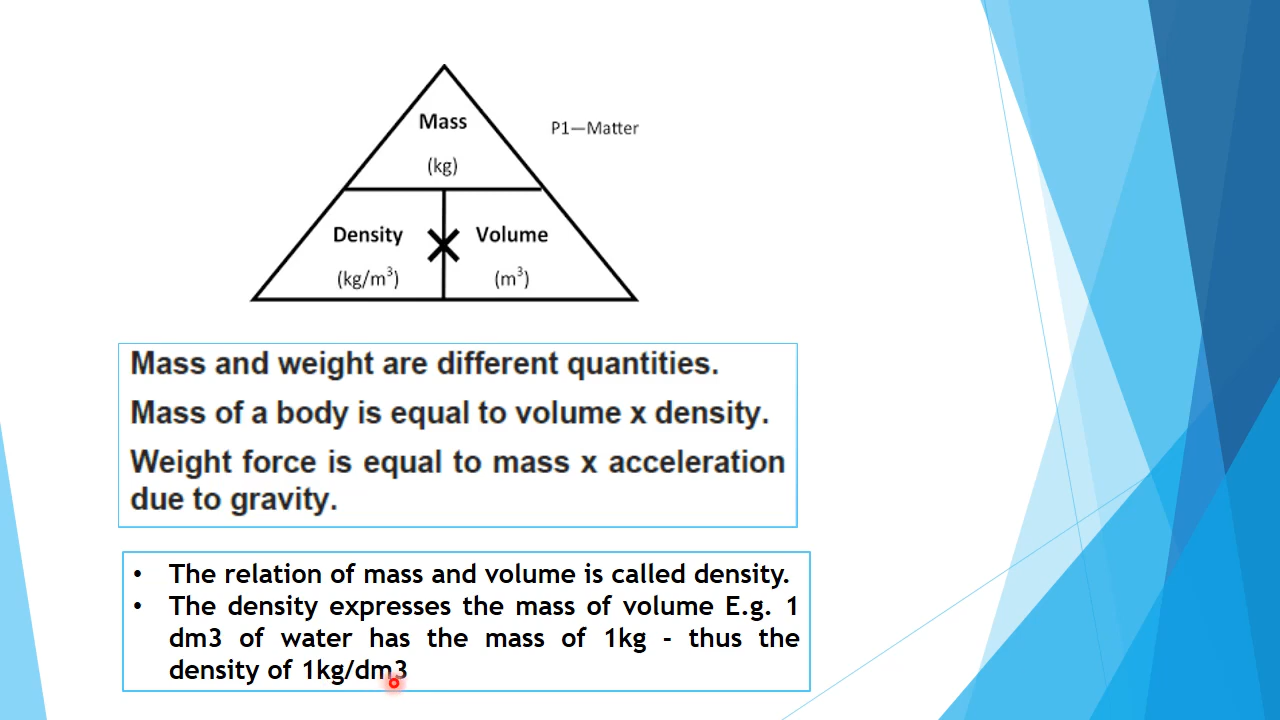 Mass
(kg)
P1—Matter
Density
(kg/m³)
Volume
(m³)
Mass and weight are different quantities.
Mass of a body is equal to volume x density.
Weight force is equal to mass x acceleration
due to gravity.
• The relation of mass and volume is called density.
• The density expresses the mass of volume E.g. 1
dm3 of water has the mass of 1kg - thus the
density of 1kg/dm3